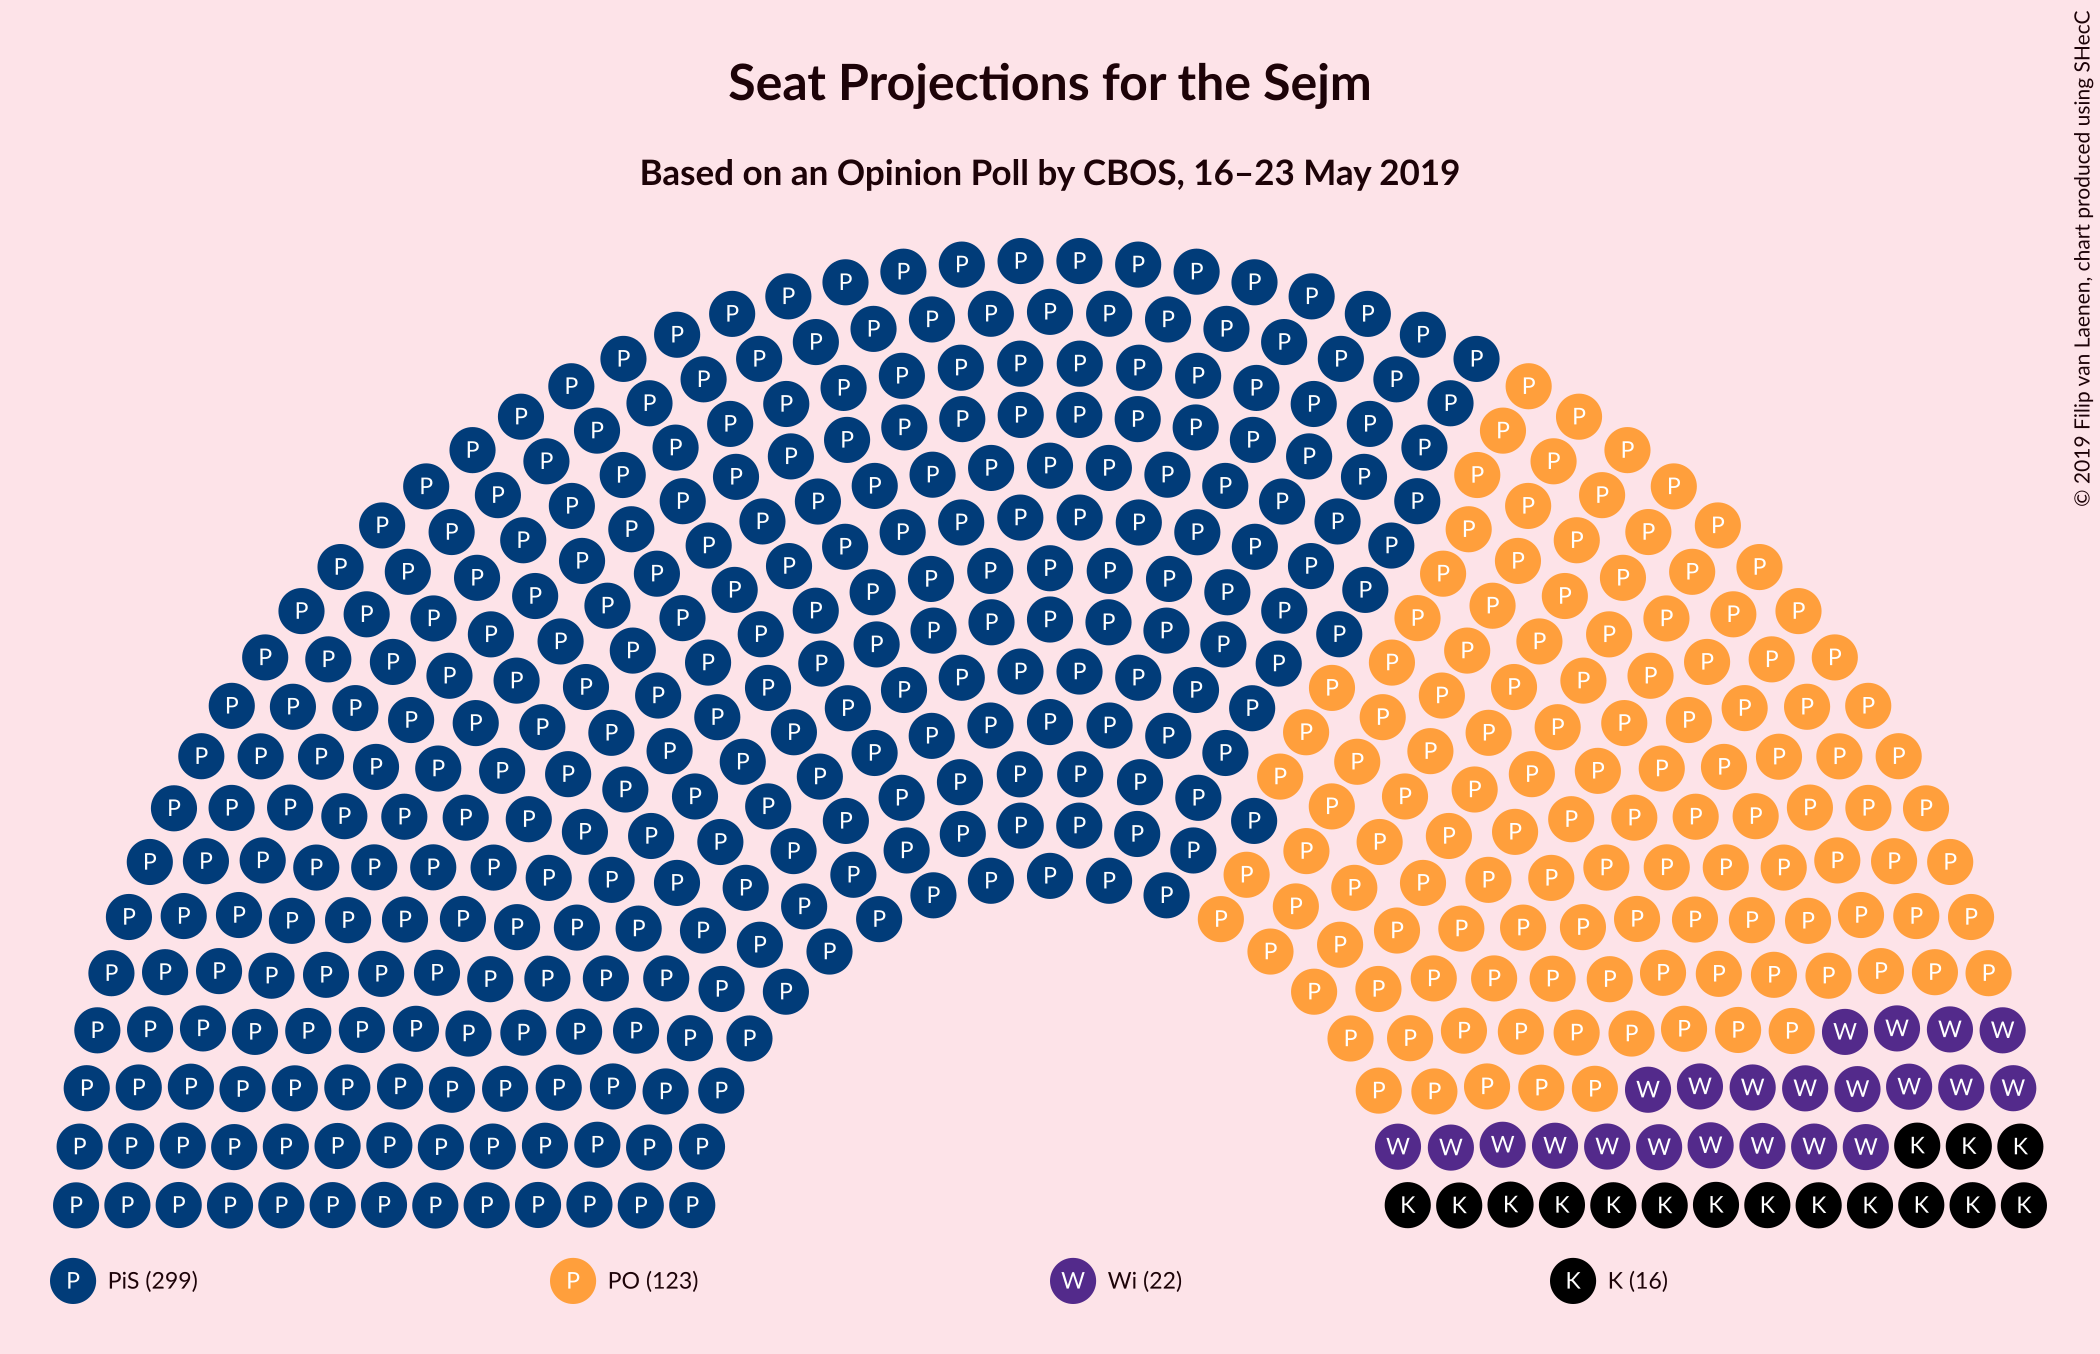 Seat Projections for the Sejm
Based on an Opinion Poll by CBOS, 16–23 May 2019
© 2019 Filip van Laenen, chart produced using SHecC
P PiS (299)
P PO (123)
W Wi (22)
K K (16)